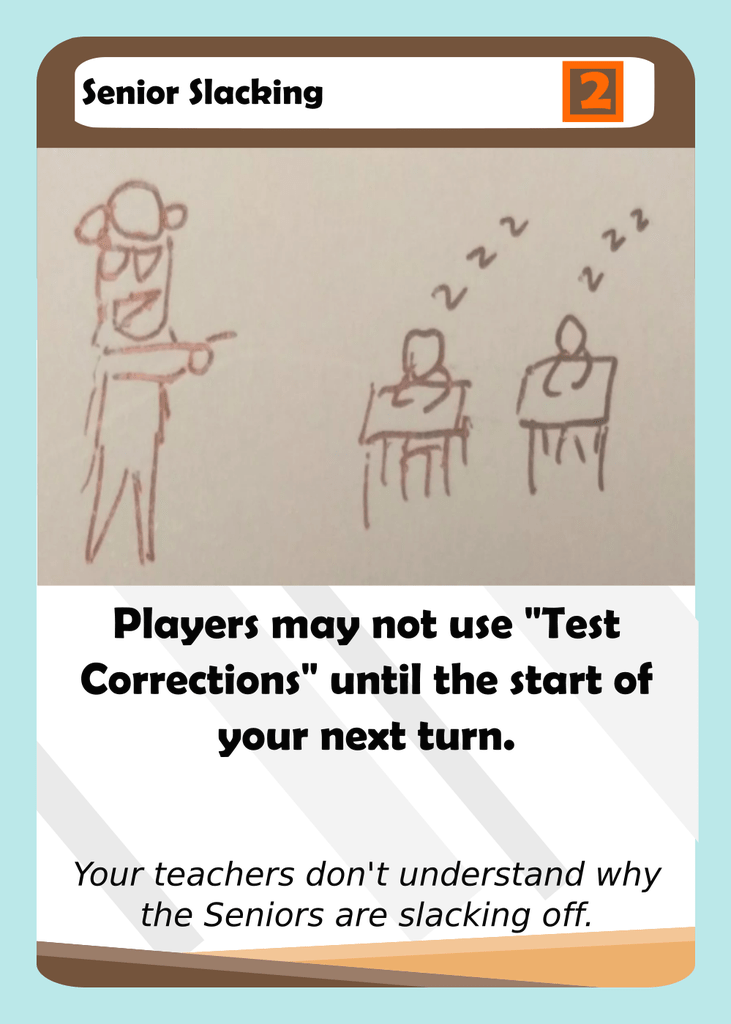 Senior Slacking
2
z z z
z z z
Players may not use "Test
Corrections" until the start of
your next turn.
Your teachers don't understand why
the Seniors are slacking off.